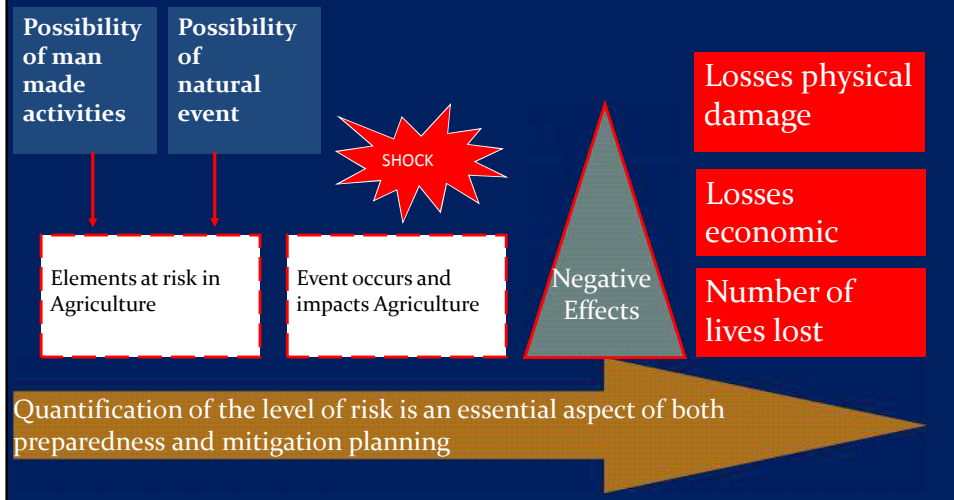 Possibility
of man
made
activities
Possibility
of
natural
event
SHOCK
Losses physical
damage
Losses
economic
Number of
lives lost
Elements at risk in
Agriculture
Event occurs and
impacts Agriculture
Negative
Effects
Quantification of the level of risk is an essential aspect of both
preparedness and mitigation planning